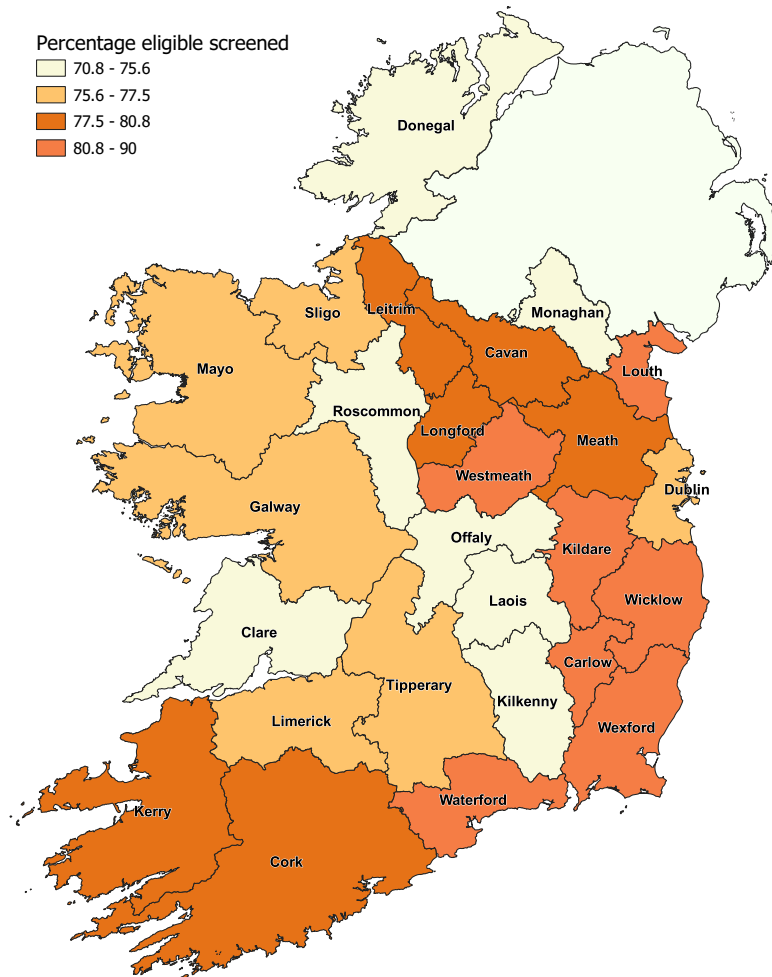 Percentage eligible screened
70.8 - 75.6
75.6 - 77.5
77.5 - 80.8
80.8 - 90
Donegal
Monaghan
Sligo
Leitrim
Cavan
Louth
Mayo
Roscommon
Longford
Meath
Westmeath
Dublin
Galway
Offaly
Kildare
Laois
Wicklow
Clare
Carlow
Tipperary
Kilkenny
Limerick
Wexford
Waterford
Kerry
Cork